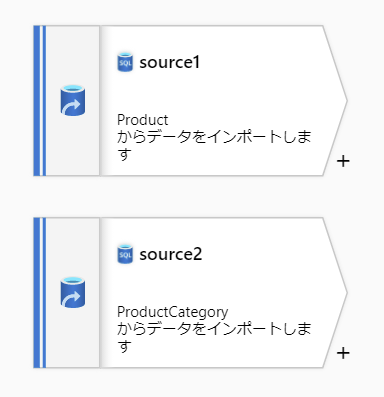 SQL source1
Product
からデータをインポートしま
す
+
SQL source2
ProductCategory
からデータをインポートしま
す
+